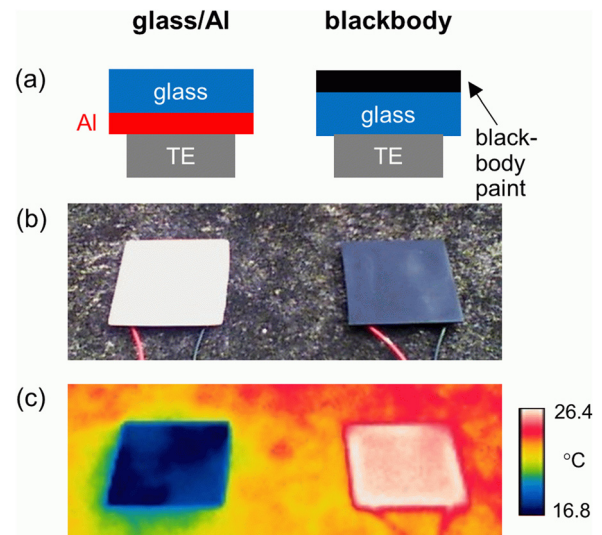 glass/Al blackbody
(a)
glass
Al
TE
glass
TE
black-
body
paint
(b)
(c)
26.4
°C
16.8